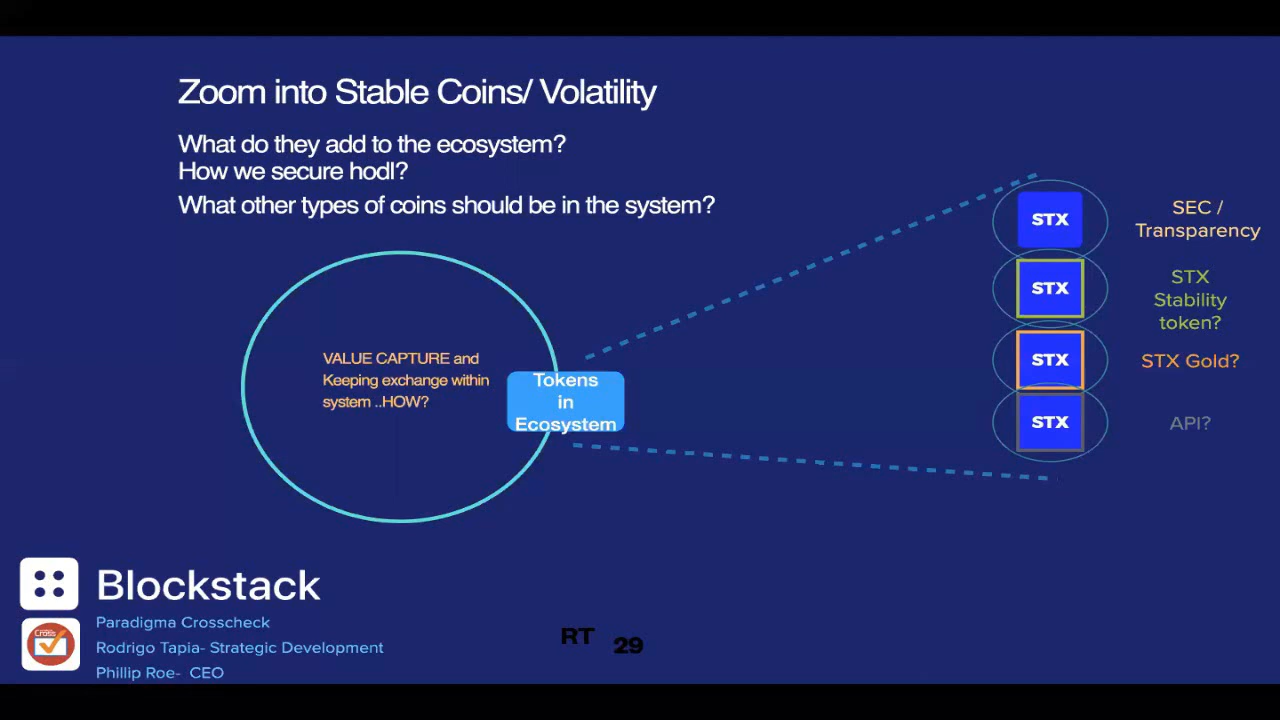 Zoom into Stable Coins/ Volatility
What do they add to the ecosystem?
How we secure hodl?
What other types of coins should be in the system?
VALUE CAPTURE and
Keeping exchange within
system ..HOW?
Tokens
in
Ecosystem
STX
SEC /
Transparency
STX
STX
Stability
token?
STX
STX Gold?
STX
API?
Blockstack
Cross
Paradigma Crosscheck
Rodrigo Tapia- Strategic Development
Phillip Roe- CEO
RT
29